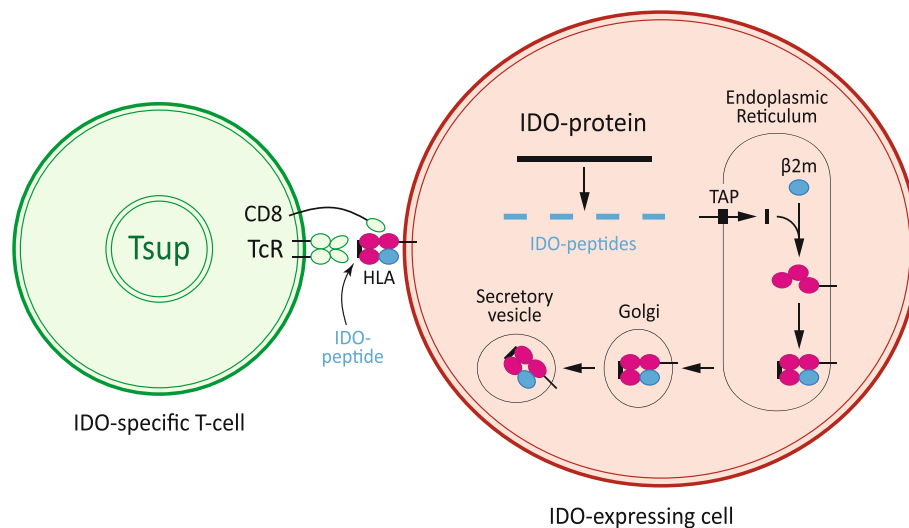 Endoplasmic
Reticulum
IDO-protein
β2m
TAP
CD8
TcR
Tsup
HLA
IDO-peptides
IDO-
peptide
Secretory
vesicle
Golgi
IDO-specific T-cell
IDO-expressing cell